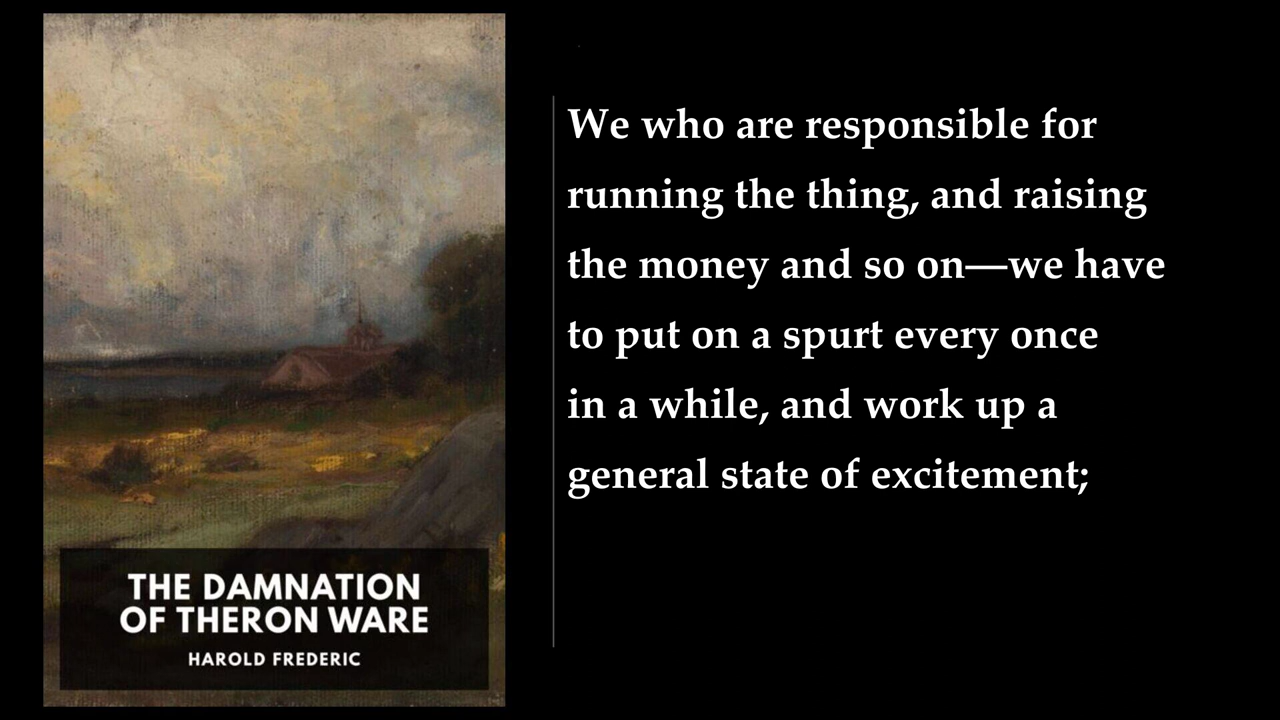 THE DAMNATION
OF THERON WARE
HAROLD FREDERIC
We who are responsible for
running the thing, and raising
the money and so on—we have
to put on a spurt every once
in a while, and work up a
general state of excitement;